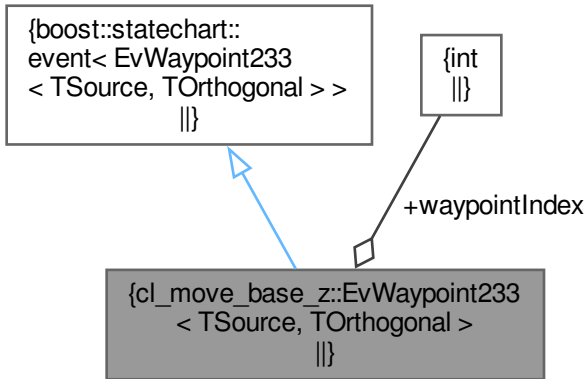 {boost::statechart::
event< EvWaypoint233
< TSource, TOrthogonal > >
||}
{int
||}
+waypointIndex
{cl_move_base_z::EvWaypoint233
< TSource, TOrthogonal >
||}